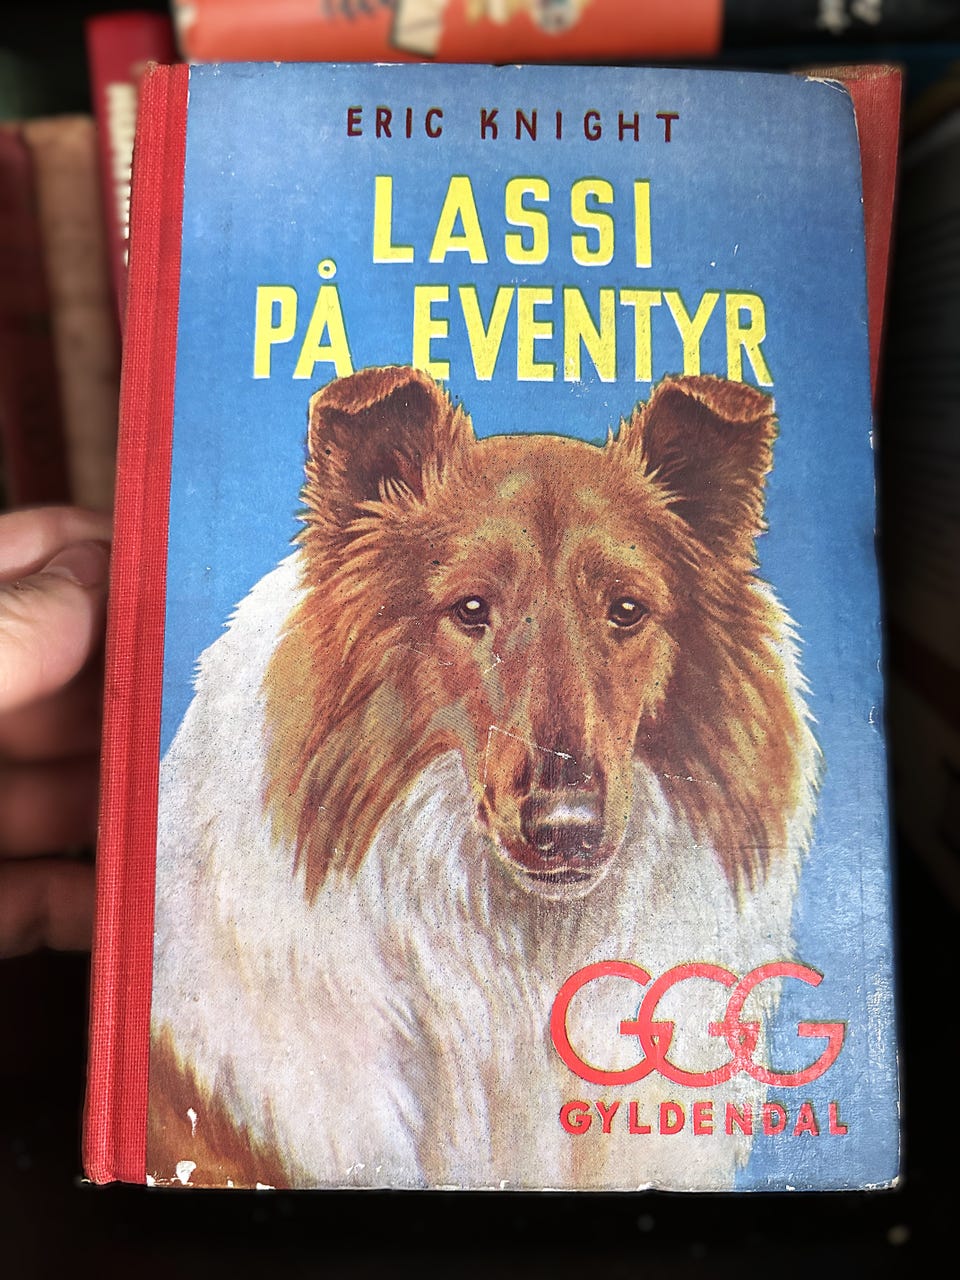 ERIC KNIGHT
LASSI
PÅ EVENTYR
GGG
GYLDENDAL